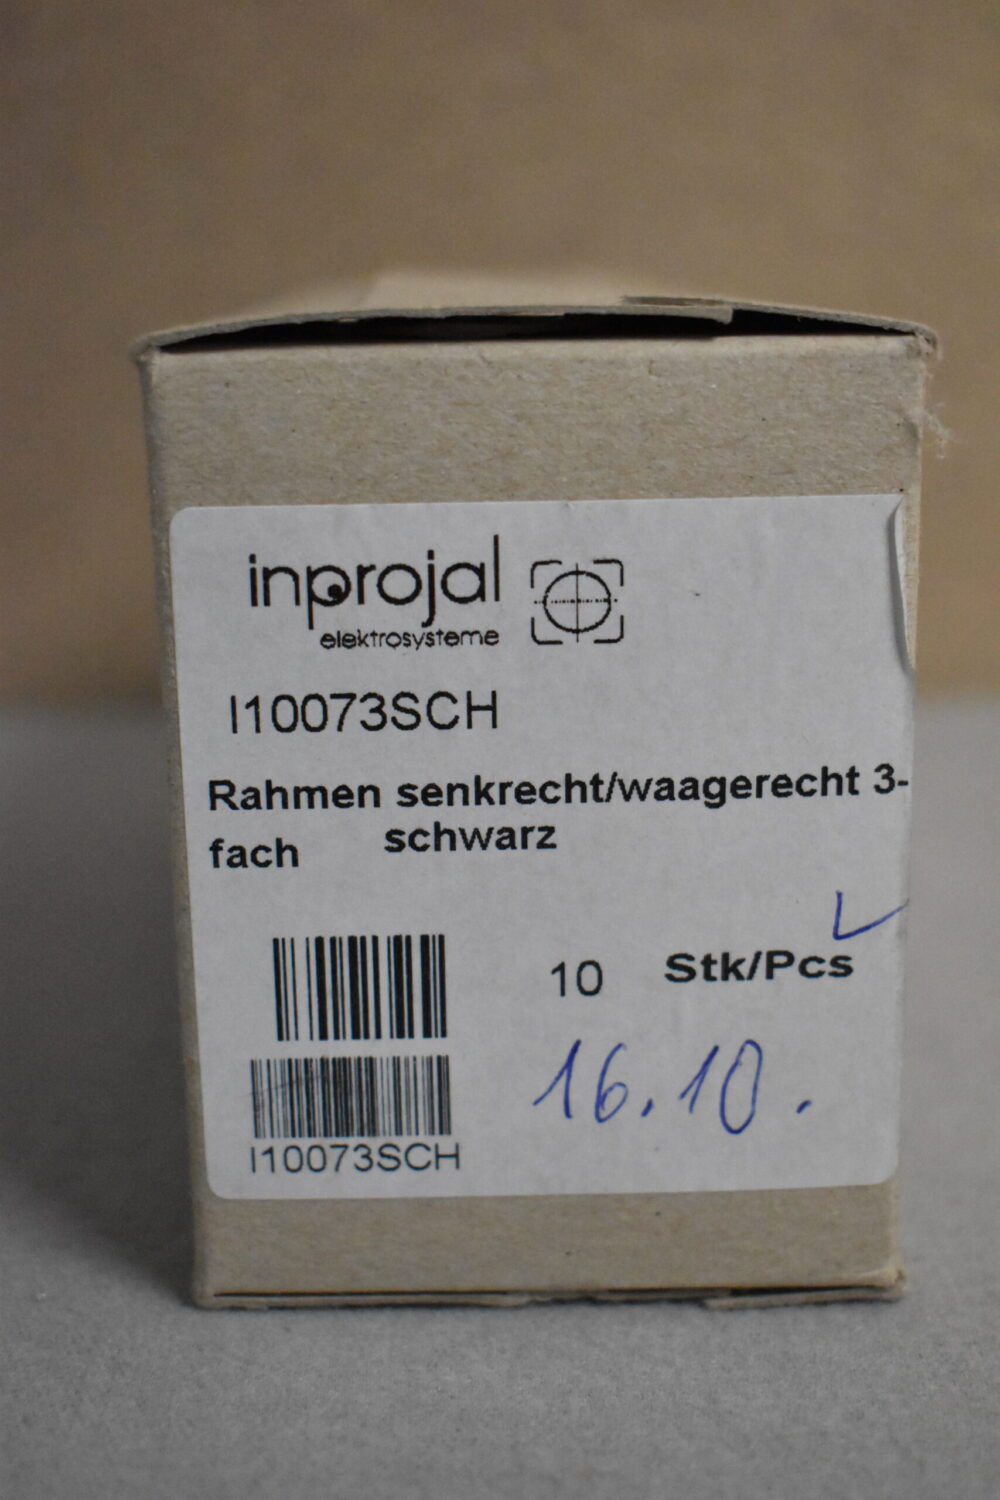 inprojal
elektrosysteme
I10073SCH
Rahmen senkrecht/waagerecht 3-
fach schwarz
10 Stk/Pcs
16.10.
I10073SCH